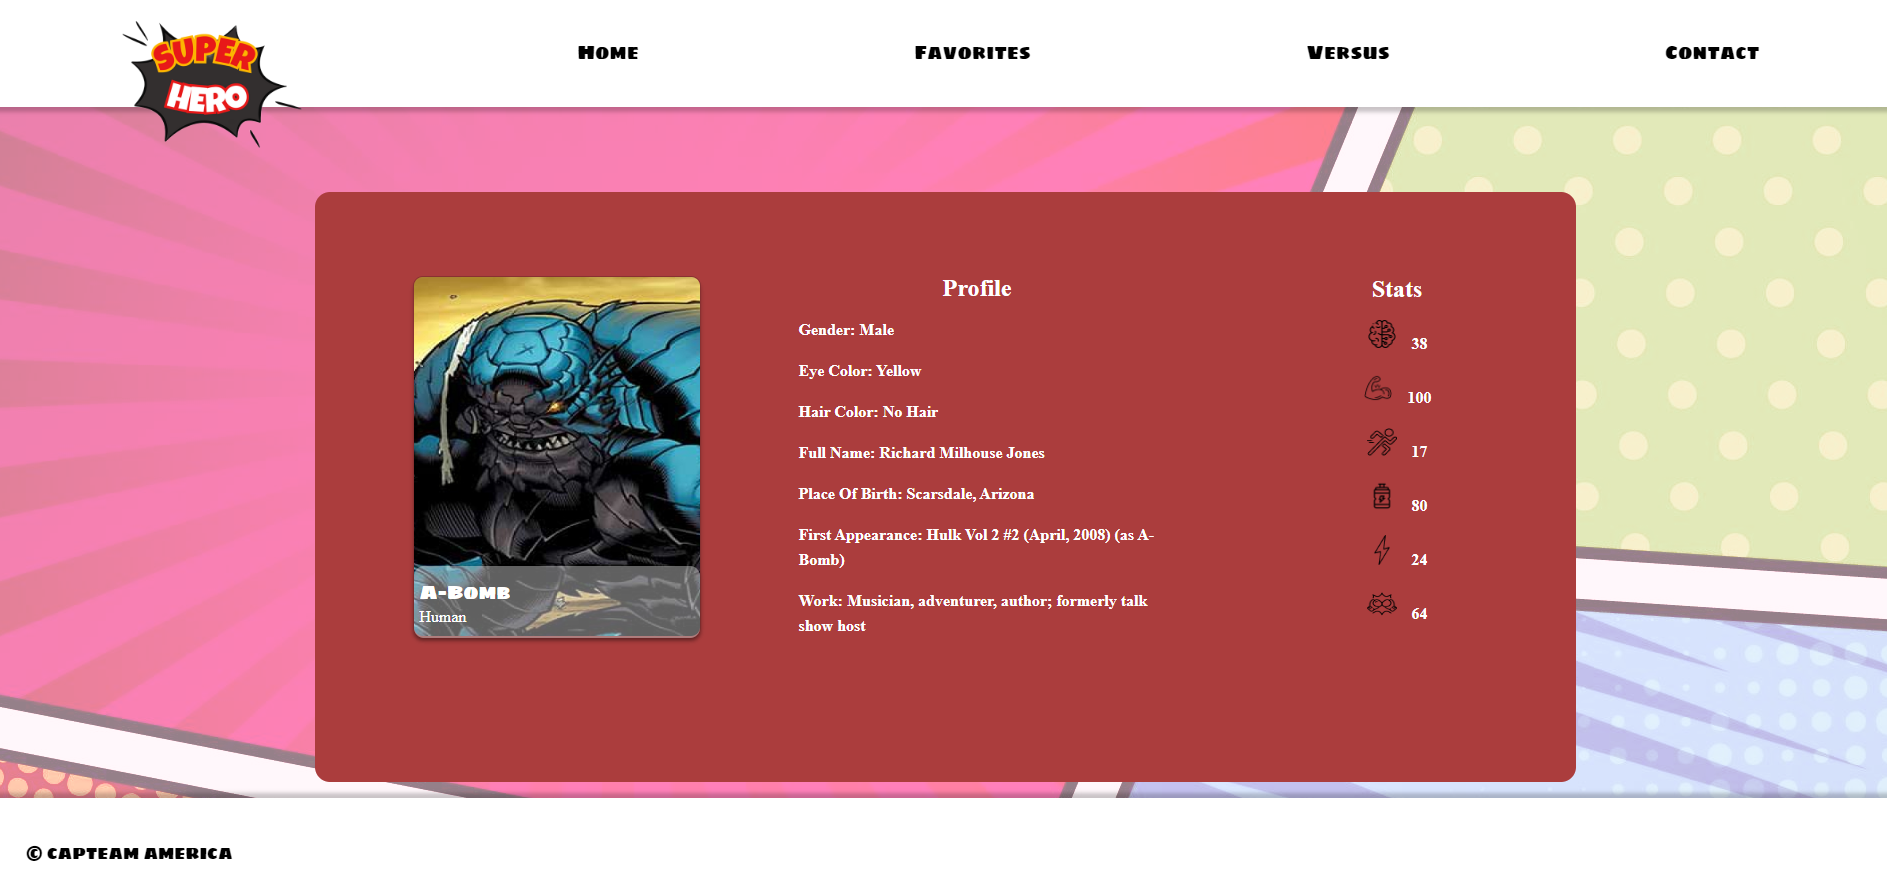 SUPER
HERO
Home
Favorites
Versus
Contact
A-Bomb
Human
Profile
Gender: Male
Eye Color: Yellow
Hair Color: No Hair
Full Name: Richard Milhouse Jones
Place Of Birth: Scarsdale, Arizona
First Appearance: Hulk Vol 2 #2 (April, 2008) (as A-
Bomb)
Work: Musician, adventurer, author; formerly talk
show host
Stats
38
100
17
80
24
64
© CAPTEAM AMERICA